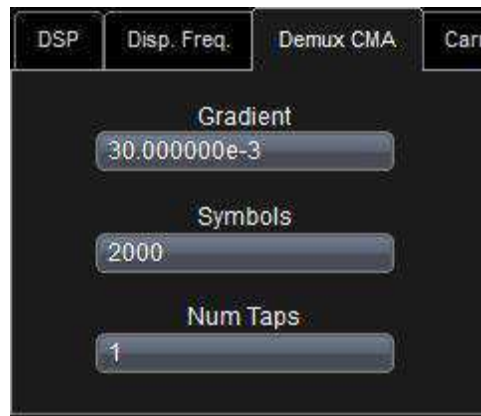 DSP Disp. Freq. Demux CMA
Gradient
30.000000e-3
Symbols
2000
Num Taps
1